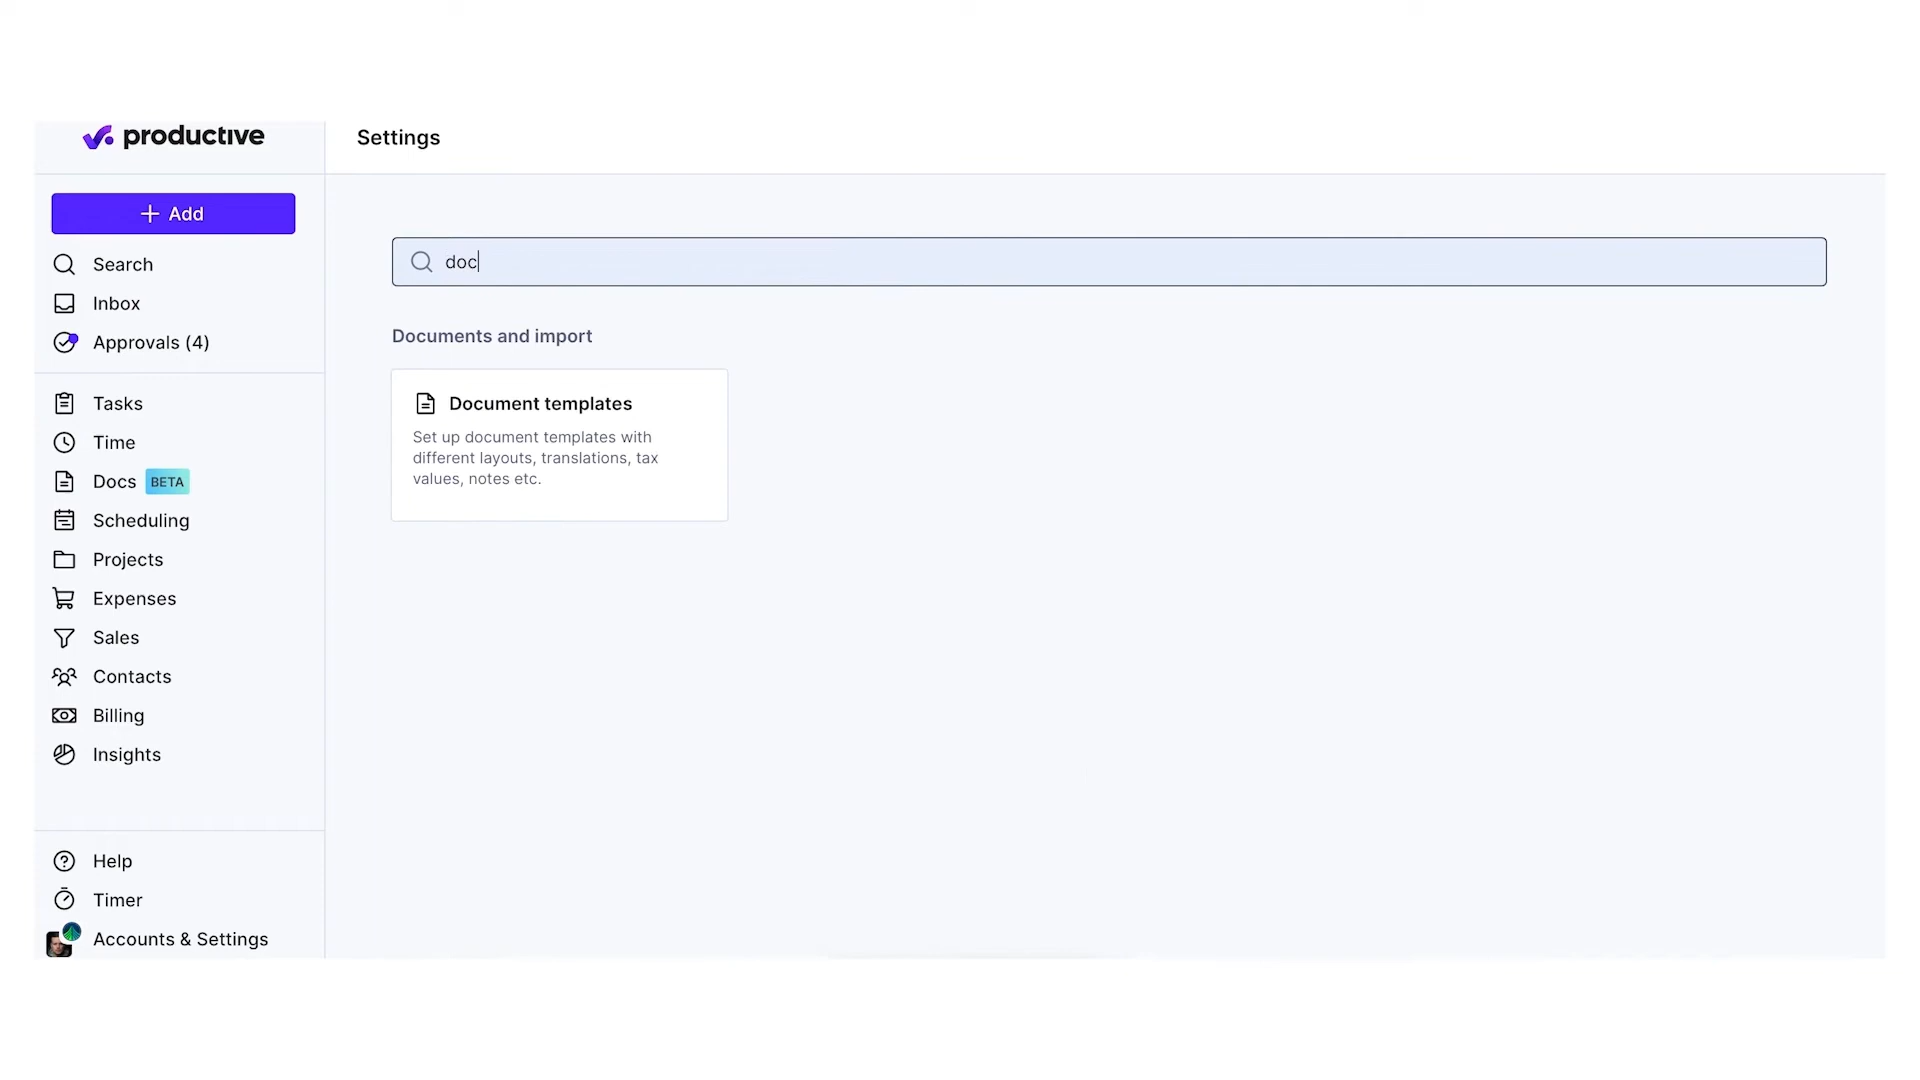 productive
Settings
Add
doc
Search
Inbox
Approvals (4)
Documents and import
Document templates
Set up document templates with
different layouts, translations, tax
values, notes etc.
Tasks
Time
Docs BETA
Scheduling
Projects
Expenses
Sales
Contacts
Billing
Insights
Help
Timer
Accounts & Settings